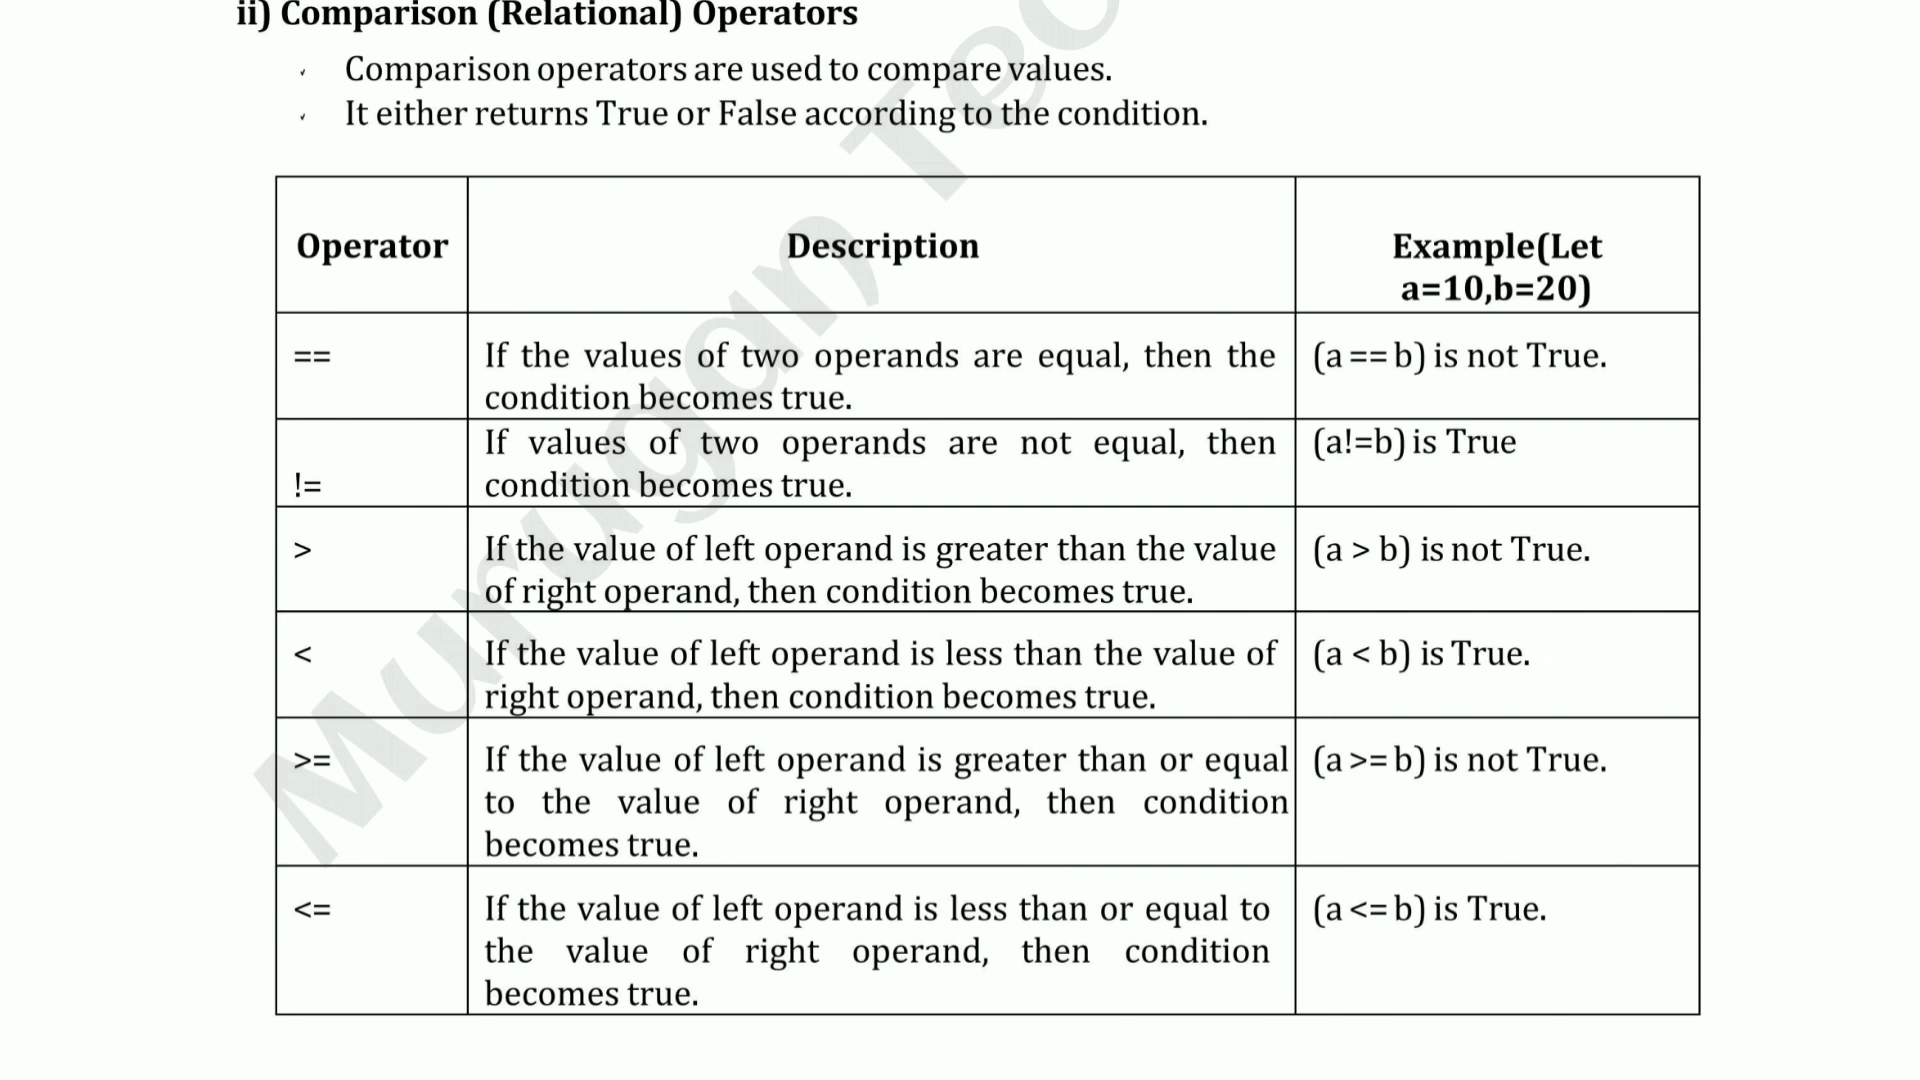 ii) Comparison (Relational) Operators
Comparison operators are used to compare values.
It either returns True or False according to the condition.
Operator Description Example(Let
a=10,b=20)
== If the values of two operands are equal, then the (a == b) is not True.
condition becomes true.
If values of two operands are not equal, then (a!=b) is True
!= condition becomes true.
> If the value of left operand is greater than the value (a > b) is not True.
of right operand, then condition becomes true.
< If the value of left operand is less than the value of (a < b) is True.
right operand, then condition becomes true.
>= If the value of left operand is greater than or equal (a >= b) is not True.
to the value of right operand, then condition
becomes true.
<= If the value of left operand is less than or equal to (a <= b) is True.
the value of right operand, then condition
becomes true.
Murugan Tec